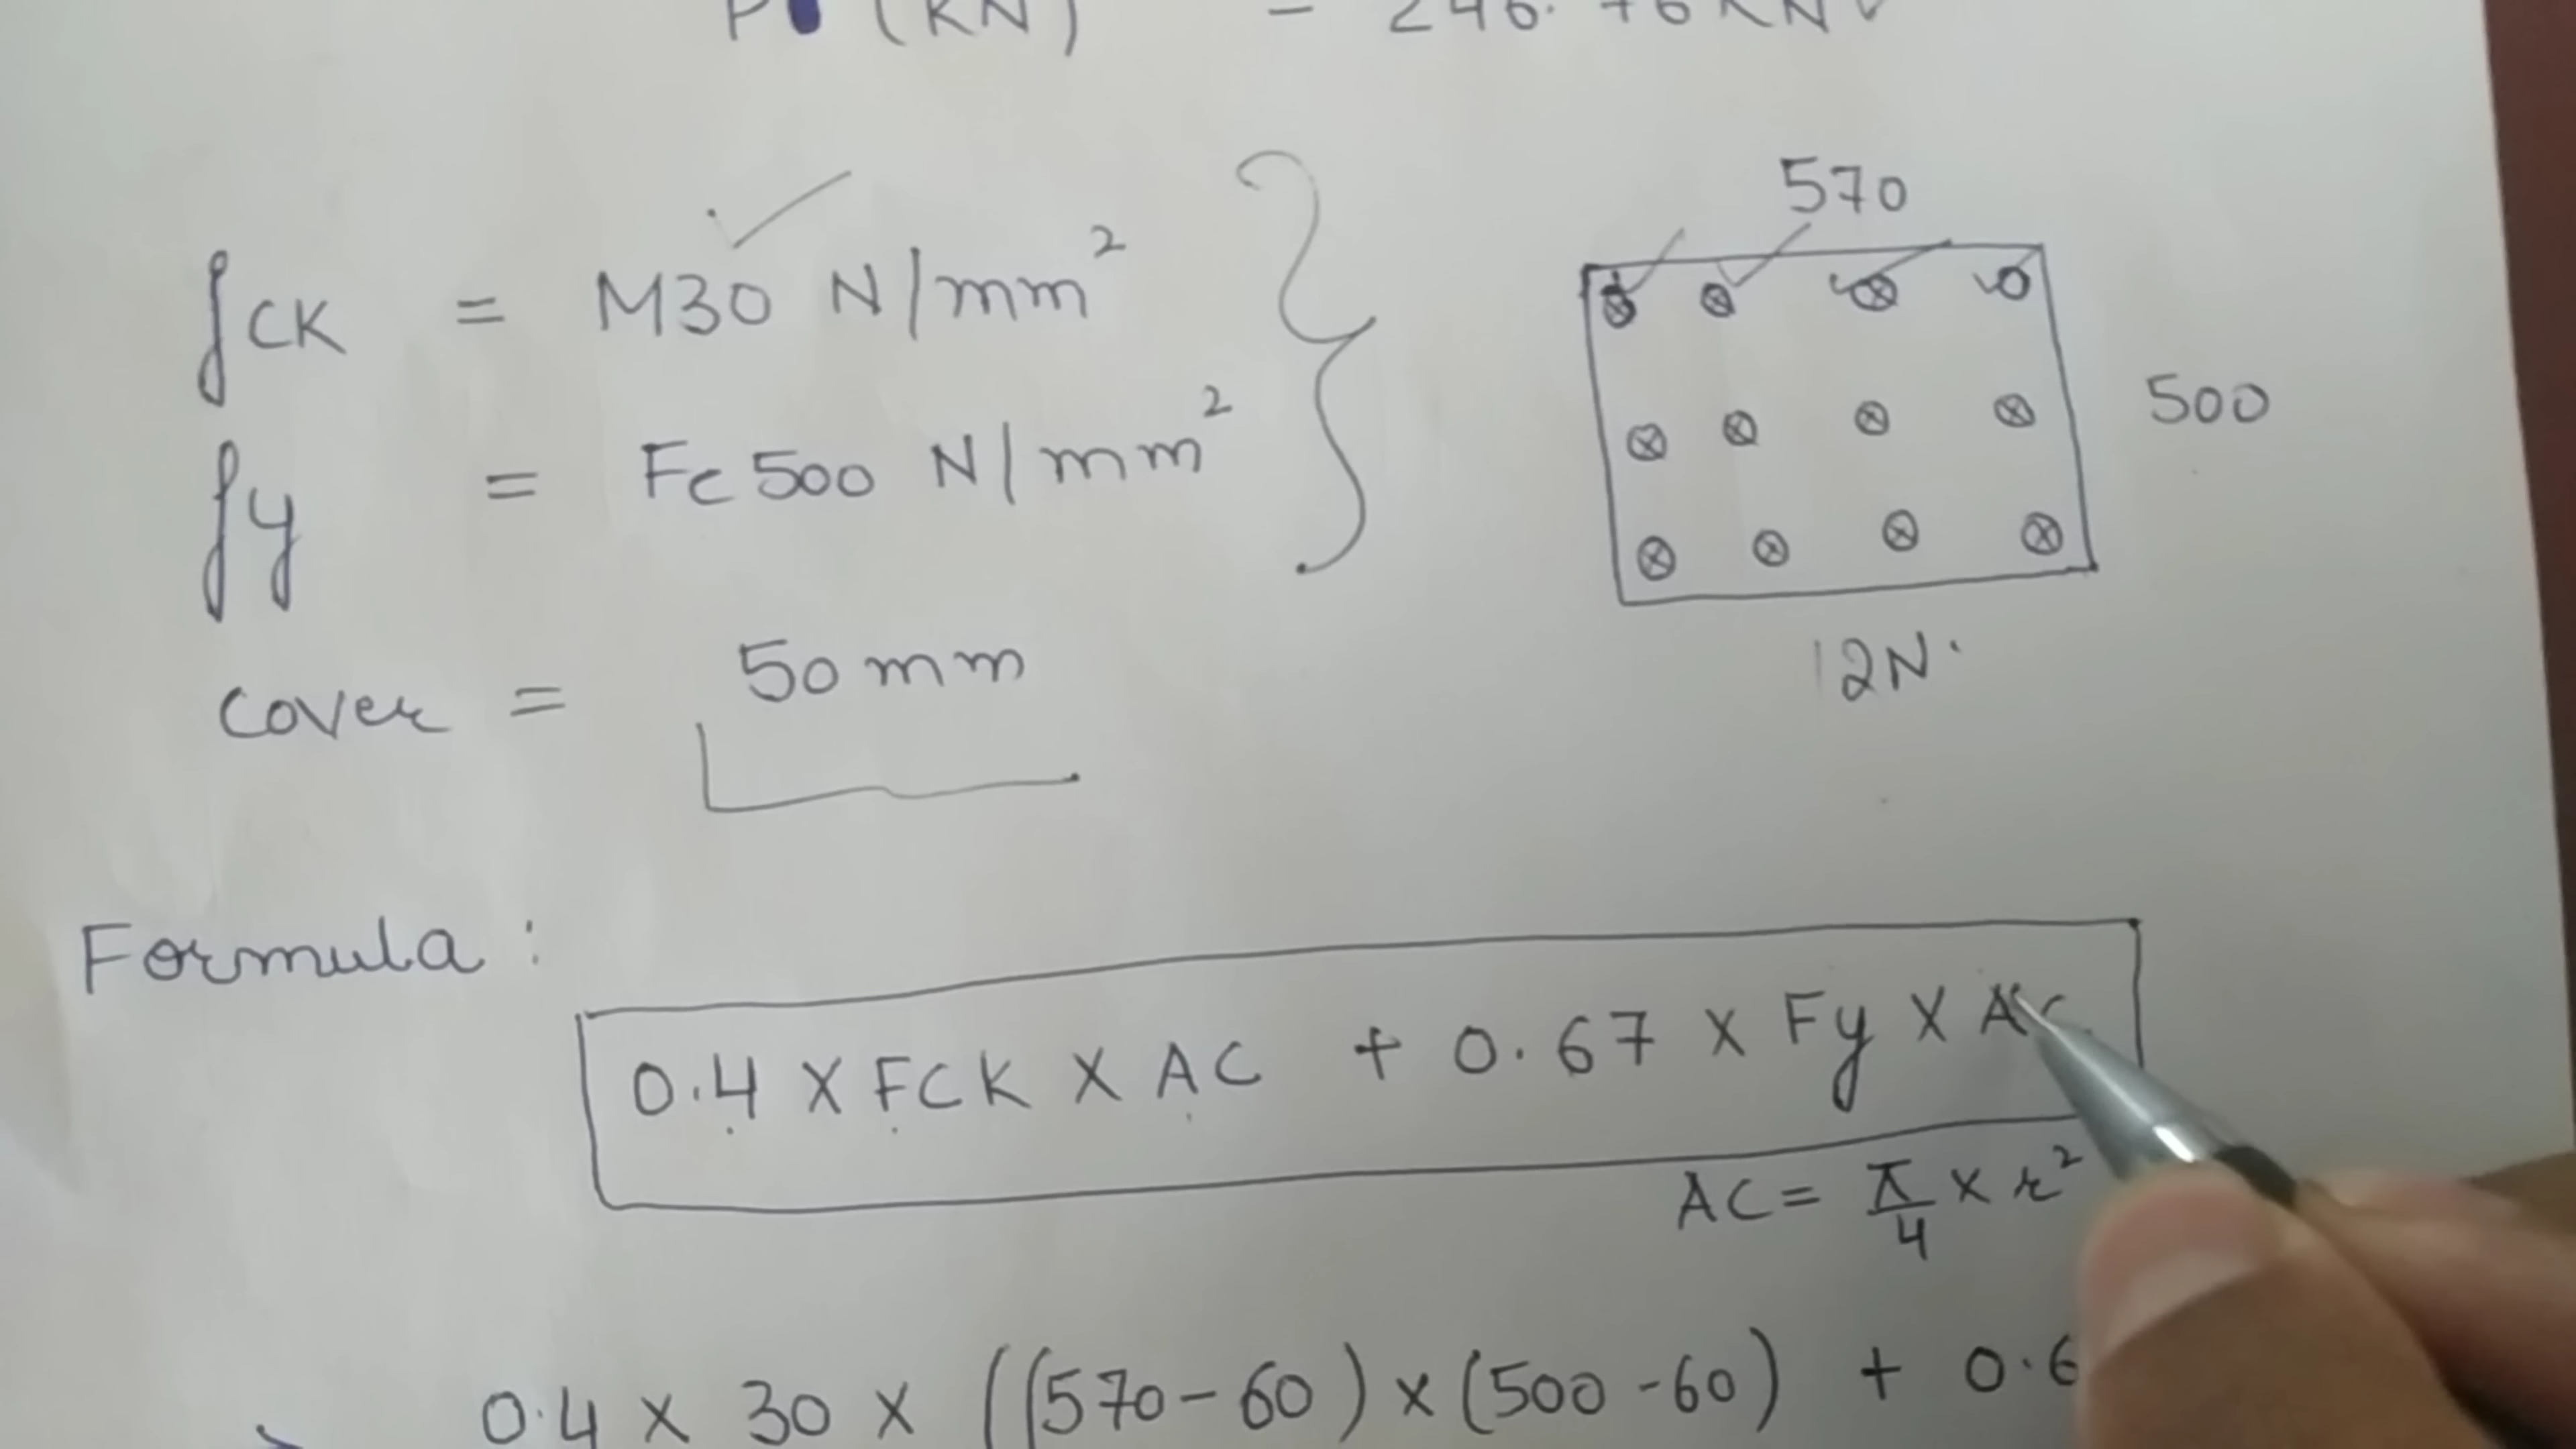 (KN) =
570
fCK = M30 N/mm²
fy = Fe500 N/mm²
500
cover = 50 mm
12N.
Formula :
0.4 X FCK X AC + 0.67 X Fy X
AC = π/4 × r²
0.4 × 30 × ((570-60) × (500-60) + 0.6